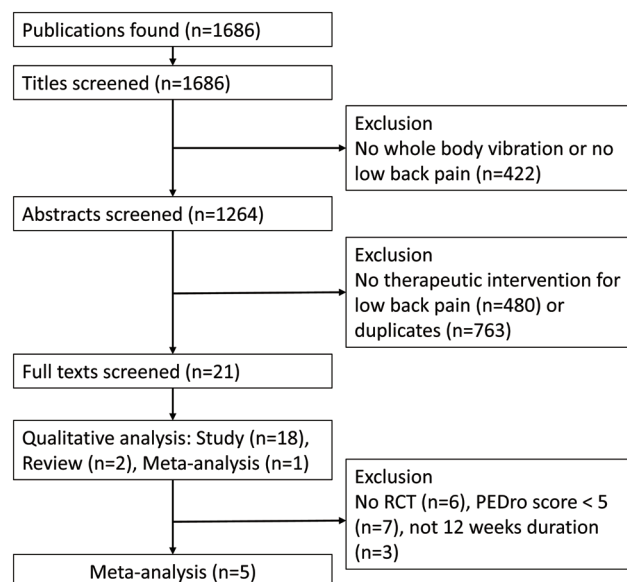 Publications found (n=1686)
Titles screened (n=1686)
Exclusion
No whole body vibration or no
low back pain (n=422)
Abstracts screened (n=1264)
Exclusion
No therapeutic intervention for
low back pain (n=480) or
duplicates (n=763)
Full texts screened (n=21)
Qualitative analysis: Study (n=18),
Review (n=2), Meta-analysis (n=1)
Exclusion
No RCT (n=6), PEDro score < 5
(n=7), not 12 weeks duration
(n=3)
Meta-analysis (n=5)